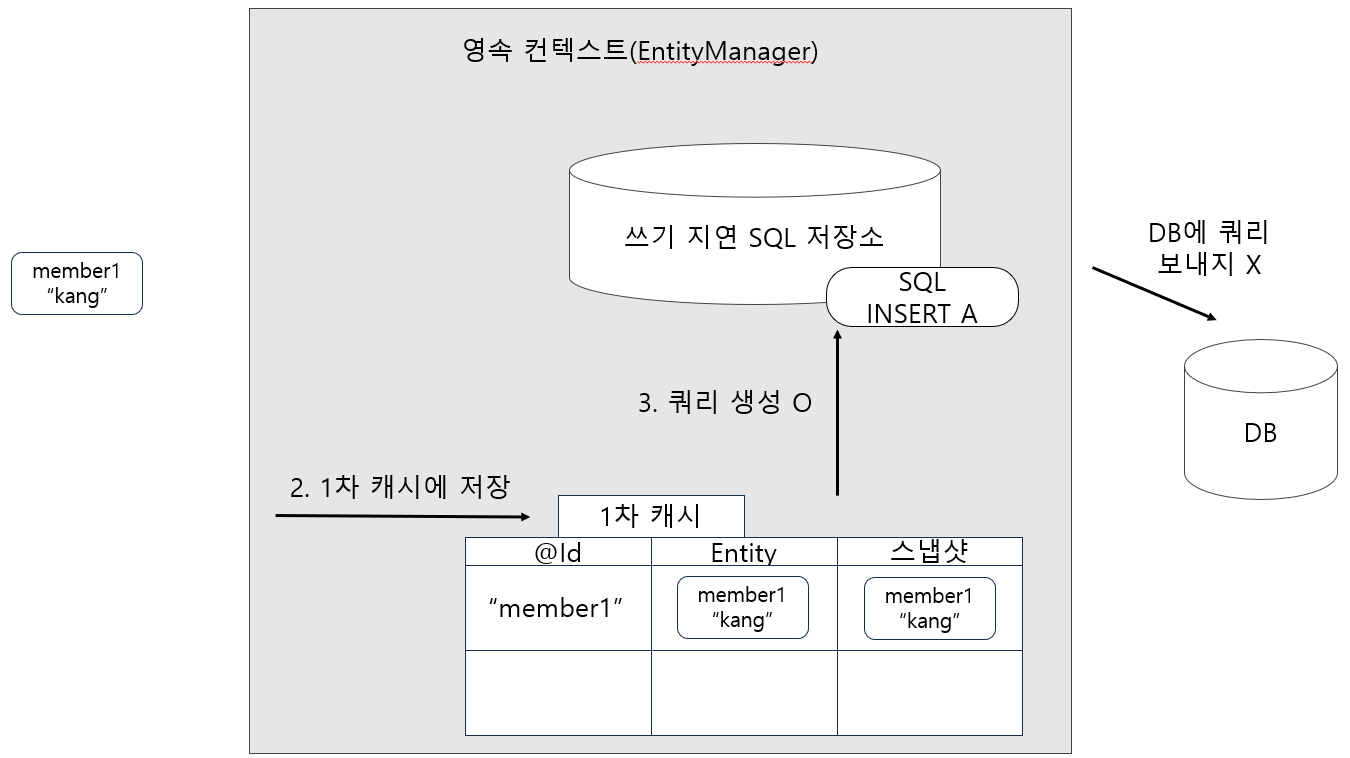 영속 컨텍스트(EntityManager)
쓰기 지연 SQL 저장소
SQL
INSERT A
DB에 쿼리
보내지 X
member1
“kang”
DB
3. 쿼리 생성 O
2. 1차 캐시에 저장
1차 캐시
@Id Entity 스냅샷
“member1”
member1
“kang”
member1
“kang”